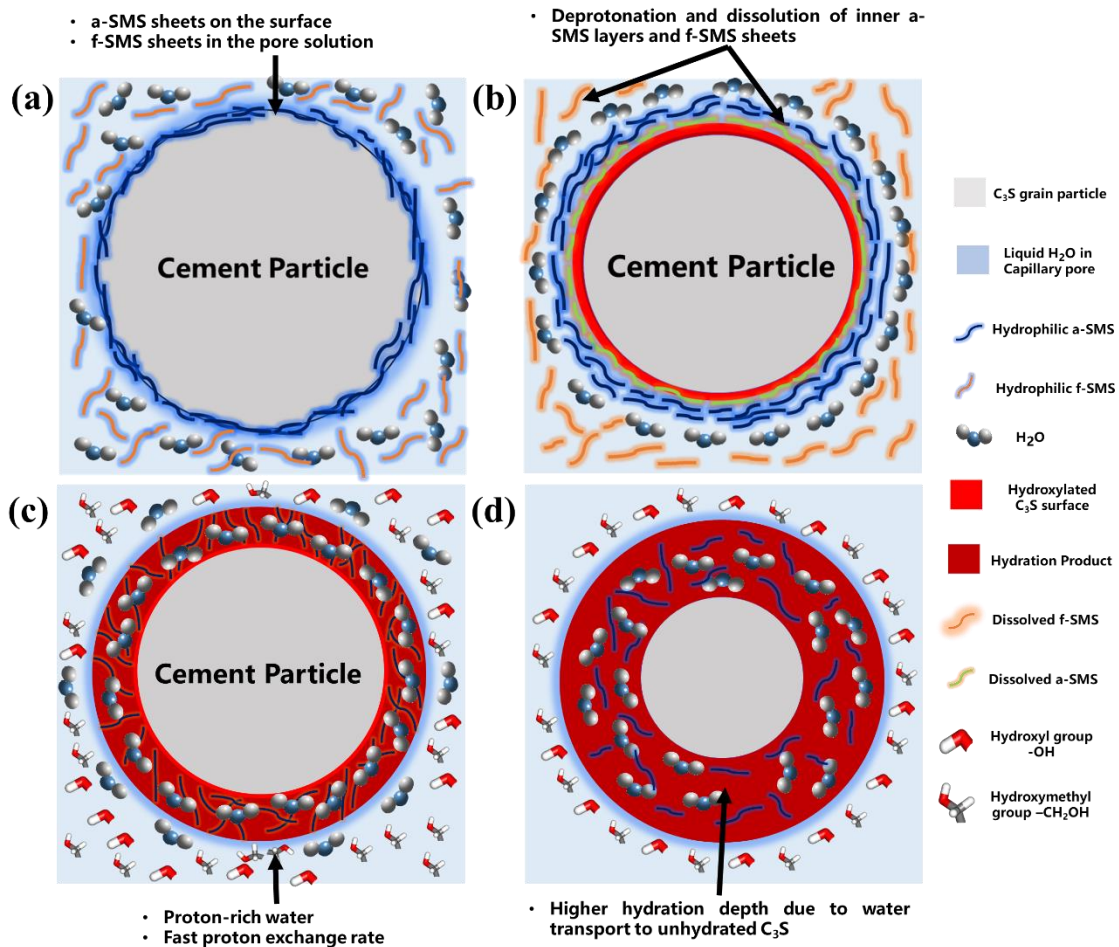 • a-SMS sheets on the surface
• f-SMS sheets in the pore solution
• Deprotonation and dissolution of inner a-
SMS layers and f-SMS sheets
(a)
Cement Particle
(b)
Cement Particle
(c)
Cement Particle
(d)
• Proton-rich water
• Fast proton exchange rate
• Higher hydration depth due to water
transport to unhydrated C₃S
C₃S grain particle
Liquid H₂O in
Capillary pore
Hydrophilic a-SMS
Hydrophilic f-SMS
H₂O
Hydroxylated
C₃S surface
Hydration Product
Dissolved f-SMS
Dissolved a-SMS
Hydroxyl group
-OH
Hydroxymethyl
group –CH₂OH